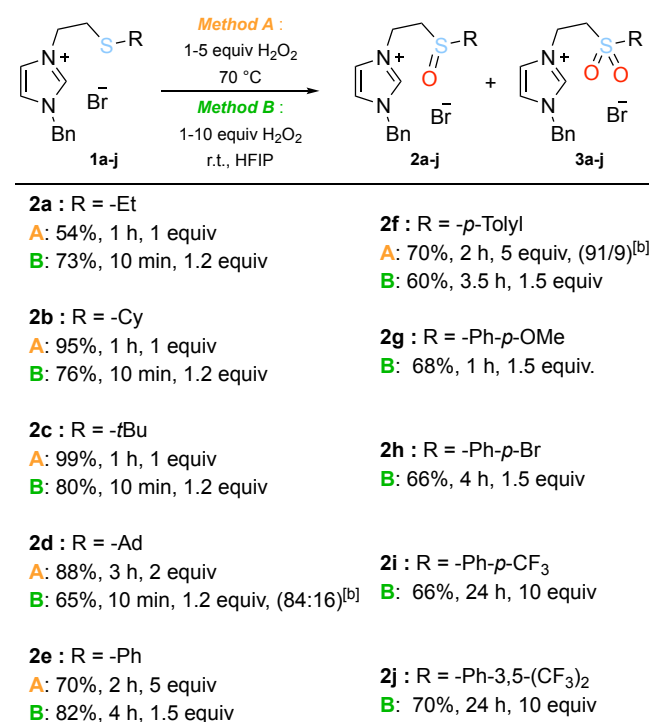 Method A :
1-5 equiv H₂O₂
70 °C
Method B :
1-10 equiv H₂O₂
r.t., HFIP
N
+
S
R
N
Br
−
Bn
1a-j
N
+
S
R
O
N
Br
−
Bn
2a-j
+
N
+
S
R
O
O
N
Br
−
Bn
3a-j
2a : R = -Et
A: 54%, 1 h, 1 equiv
B: 73%, 10 min, 1.2 equiv
2b : R = -Cy
A: 95%, 1 h, 1 equiv
B: 76%, 10 min, 1.2 equiv
2c : R = -tBu
A: 99%, 1 h, 1 equiv
B: 80%, 10 min, 1.2 equiv
2d : R = -Ad
A: 88%, 3 h, 2 equiv
B: 65%, 10 min, 1.2 equiv, (84:16)[b]
2e : R = -Ph
A: 70%, 2 h, 5 equiv
B: 82%, 4 h, 1.5 equiv
2f : R = -p-Tolyl
A: 70%, 2 h, 5 equiv, (91/9)[b]
B: 60%, 3.5 h, 1.5 equiv
2g : R = -Ph-p-OMe
B: 68%, 1 h, 1.5 equiv.
2h : R = -Ph-p-Br
B: 66%, 4 h, 1.5 equiv
2i : R = -Ph-p-CF₃
B: 66%, 24 h, 10 equiv
2j : R = -Ph-3,5-(CF₃)₂
B: 70%, 24 h, 10 equiv